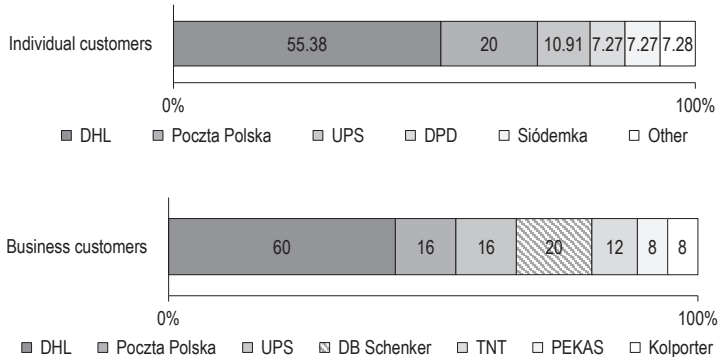 Individual customers 55.38 20 10.91 7.27 7.27 7.28
0% 100%
DHL Poczta Polska UPS DPD Siódemka Other
Business customers 60 16 16 20 12 8 8
0% 100%
DHL Poczta Polska UPS DB Schenker TNT PEKAS Kolporter